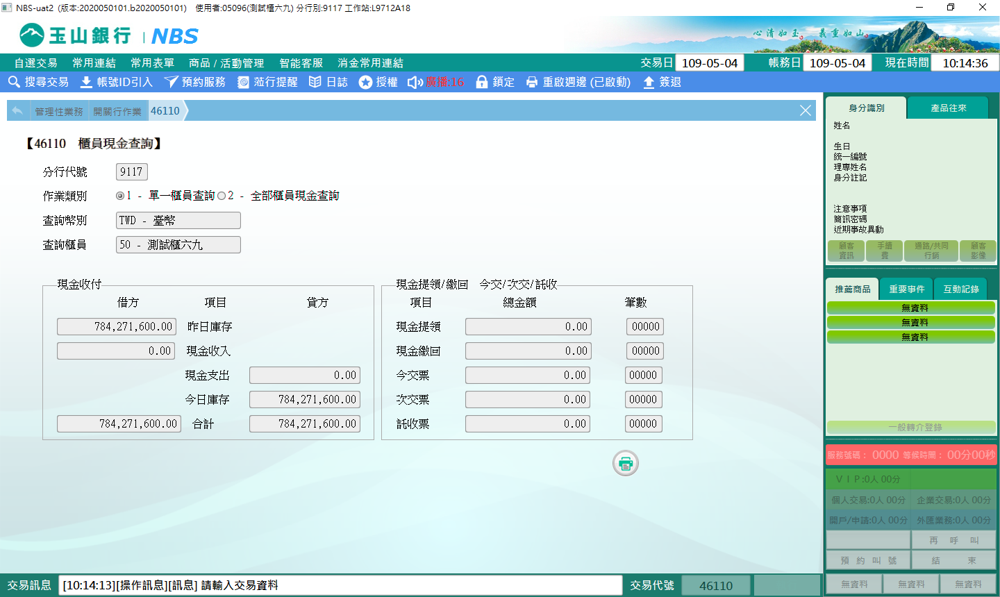 NBS-uat2 (版本:2020050101.b2020050101) 使用者:05096(測試櫃六九) 分行別:9117 工作站:L9712A18
玉山銀行 | NBS
心清如玉。義重如山。
自選交易 常用連結 常用表單 商品 / 活動管理 智能客服 消金常用連結
交易日 109-05-04 帳務日 109-05-04 現在時間 10:14:36
搜尋交易 帳號ID引入 預約服務 蒞行提醒 日誌 授權 廣播:16 鎖定 重啟週邊 (已啟動) 簽退
管理性業務 開關行作業 46110
【46110 櫃員現金查詢】
分行代號 9117
作業類別 1 - 單一櫃員查詢 2 - 全部櫃員現金查詢
查詢幣別 TWD - 臺幣
查詢櫃員 50 - 測試櫃六九
現金收付
借方 項目 貸方
784,271,600.00 昨日庫存
0.00 現金收入
現金支出 0.00
今日庫存 784,271,600.00
784,271,600.00 合計 784,271,600.00
現金提領/繳回 今交/次交/託收
項目 總金額 筆數
現金提領 0.00 00000
現金繳回 0.00 00000
今交票 0.00 00000
次交票 0.00 00000
託收票 0.00 00000
身分識別 產品往來
姓名
生日
統一編號
理專姓名
身分註記
注意事項
簡訊密碼
近期事故異動
顧客資訊 手續費 通路/共同行銷 顧客影像
推薦商品 重要事件 互動記錄
無資料
無資料
無資料
一般轉介登錄
服務號碼： 0000 等候時間： 00分00秒
ＶＩＰ:0人 00分
個人交易:0人 00分 企業交易:0人 00分
開戶/申請:0人 00分 外匯業務:0人 00分
再 呼 叫
預 約 叫 號 結 束
無資料 無資料 無資料
交易訊息 [10:14:13][操作訊息][訊息] 請輸入交易資料 交易代號 46110